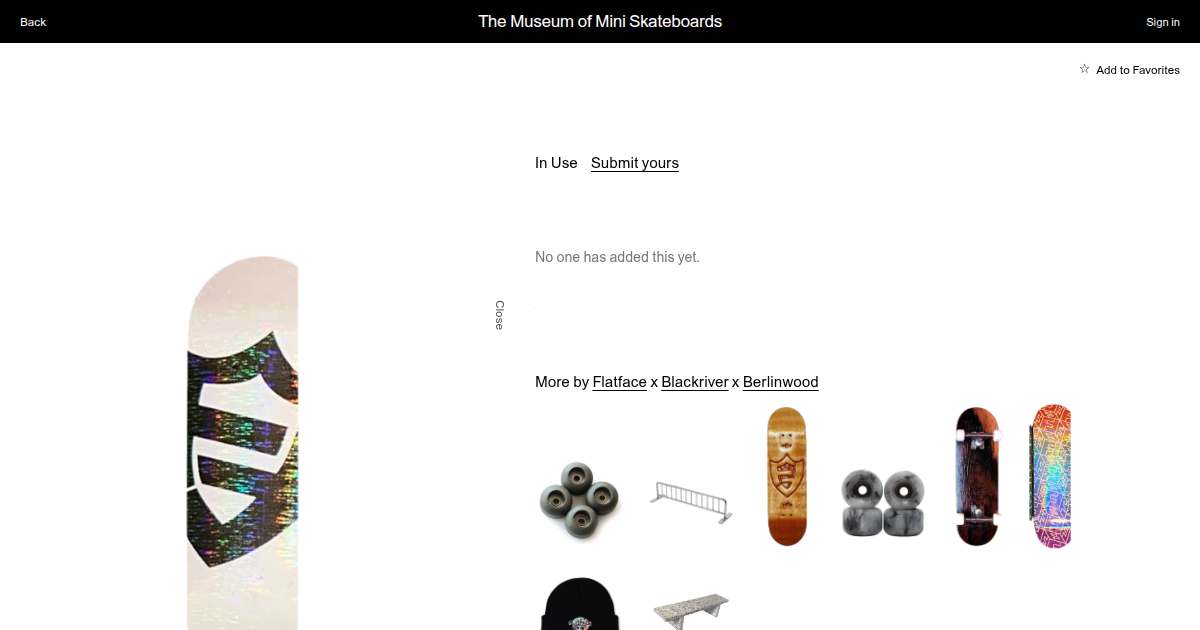 Back
The Museum of Mini Skateboards
Sign in
☆ Add to Favorites
In Use Submit yours
No one has added this yet.
Close
More by Flatface x Blackriver x Berlinwood